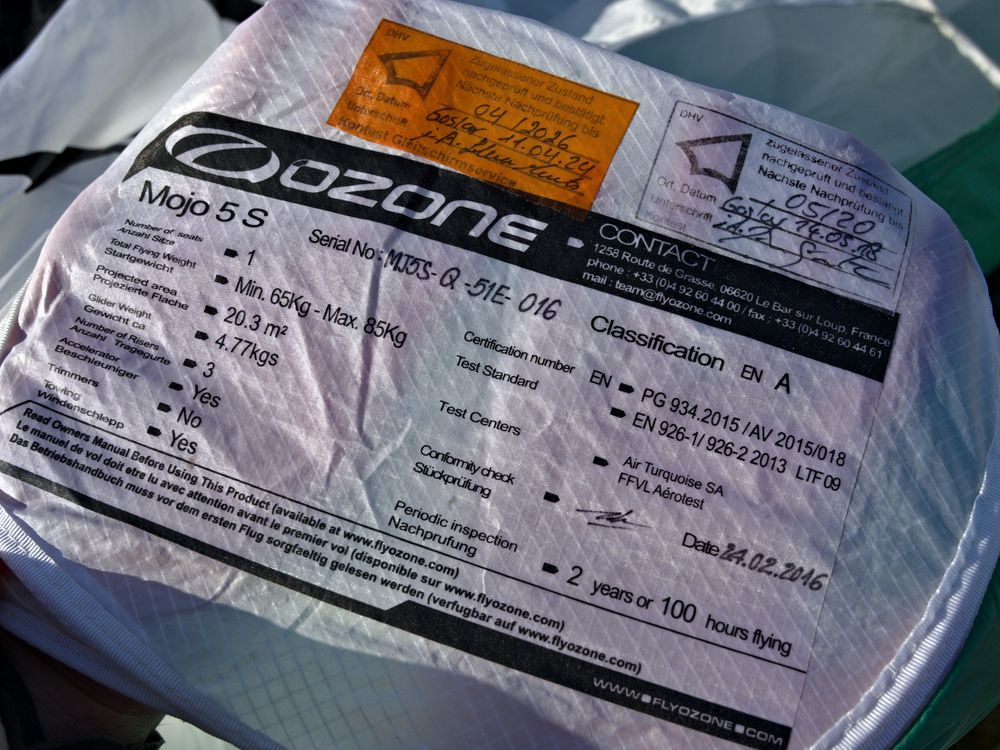 DHV
Zugelassener Zustand
nachgeprüft und bestätigt
Nächste Nachprüfung bis
04/2026
Ort, Datum Goslar 11.04.24
Unterschrift i.A.
Kontest Gleitschirmservice
DHV
Zugelassener Zustand
nachgeprüft und bestätigt
Nächste Nachprüfung bis
05/20
Ort, Datum Goslar 14.05.18
Unterschrift i.A.
Kontest
OZONE
CONTACT
1258 Route de Grasse, 06620 Le Bar sur Loup, France
phone : +33 (0)4 92 60 44 00 / fax : +33 (0)4 92 60 44 61
mail : team@flyozone.com
Mojo 5 S
Serial No : MJ5S-Q-51E-016
Number of seats
Anzahl Sitze
1
Total Flying Weight
Startgewicht
Min. 65Kg - Max. 85Kg
Projected area
Projezierte Flache
20.3 m²
Glider Weight
Gewicht ca
4.77kgs
Number of Risers
Anzahl Tragegurte
3
Accelerator
Beschleuniger
Yes
Trimmers
No
Towing
Windenschlepp
Yes
Classification EN A
Certification number
EN PG 934.2015 / AV 2015/018
Test Standard
EN 926-1/ 926-2 2013 LTF 09
Test Centers
Air Turquoise SA
FFVL Aérotest
Conformity check
Stückprüfung
Date 24.02.2016
Periodic inspection
Nachprufung
2 years or 100 hours flying
Read Owners Manual Before Using This Product (available at www.flyozone.com)
Le manuel de vol doit etre lu avec attention avant le premier vol (disponible sur www.flyozone.com)
Das Betriebshandbuch muss vor dem ersten Flug sorgfaeltig gelesen werden (verfugbar auf www.flyozone.com)
WWW.FLYOZONE.COM